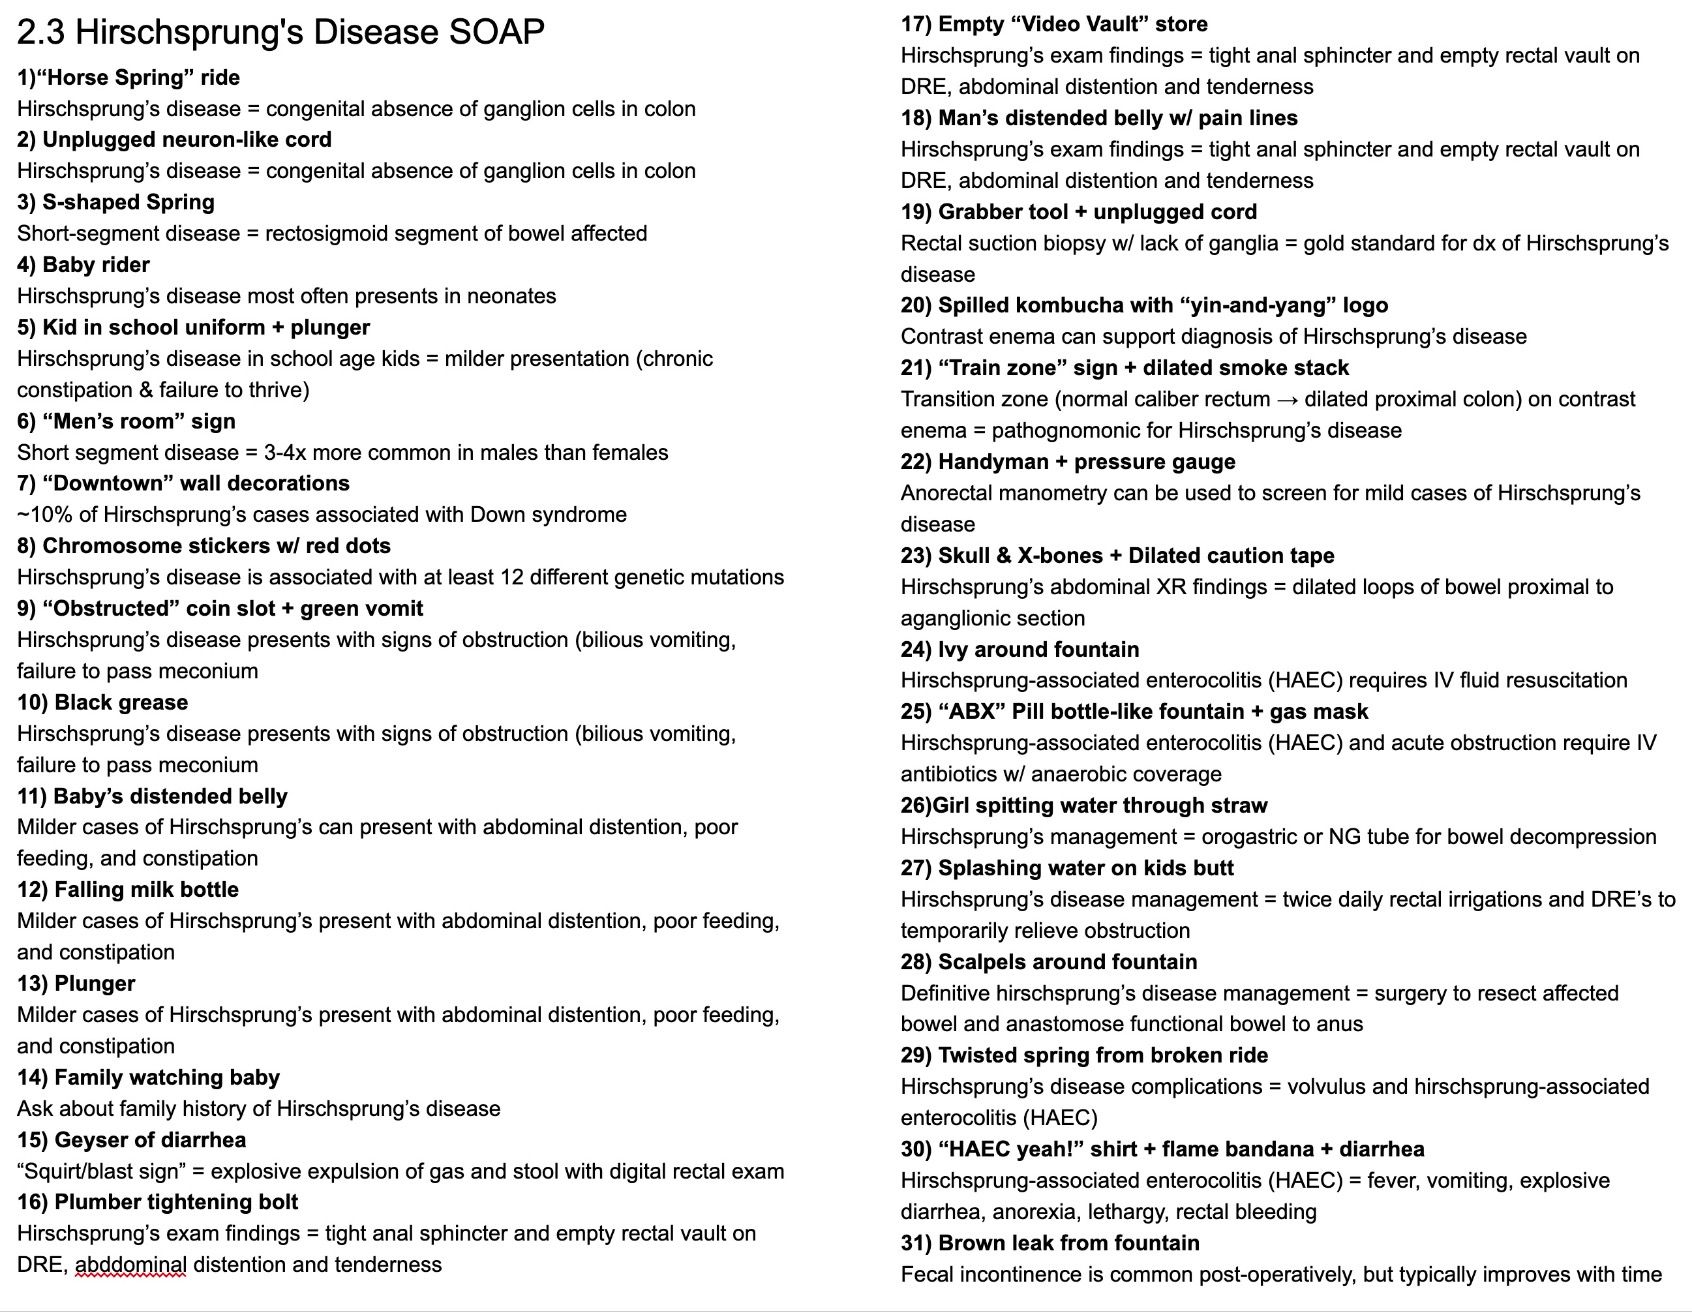 2.3 Hirschsprung's Disease SOAP
1)“Horse Spring” ride
Hirschsprung’s disease = congenital absence of ganglion cells in colon
2) Unplugged neuron-like cord
Hirschsprung’s disease = congenital absence of ganglion cells in colon
3) S-shaped Spring
Short-segment disease = rectosigmoid segment of bowel affected
4) Baby rider
Hirschsprung’s disease most often presents in neonates
5) Kid in school uniform + plunger
Hirschsprung’s disease in school age kids = milder presentation (chronic
constipation & failure to thrive)
6) “Men’s room” sign
Short segment disease = 3-4x more common in males than females
7) “Downtown” wall decorations
~10% of Hirschsprung’s cases associated with Down syndrome
8) Chromosome stickers w/ red dots
Hirschsprung’s disease is associated with at least 12 different genetic mutations
9) “Obstructed” coin slot + green vomit
Hirschsprung’s disease presents with signs of obstruction (bilious vomiting,
failure to pass meconium
10) Black grease
Hirschsprung’s disease presents with signs of obstruction (bilious vomiting,
failure to pass meconium
11) Baby’s distended belly
Milder cases of Hirschsprung’s can present with abdominal distention, poor
feeding, and constipation
12) Falling milk bottle
Milder cases of Hirschsprung’s present with abdominal distention, poor feeding,
and constipation
13) Plunger
Milder cases of Hirschsprung’s present with abdominal distention, poor feeding,
and constipation
14) Family watching baby
Ask about family history of Hirschsprung’s disease
15) Geyser of diarrhea
“Squirt/blast sign” = explosive expulsion of gas and stool with digital rectal exam
16) Plumber tightening bolt
Hirschsprung’s exam findings = tight anal sphincter and empty rectal vault on
DRE, abddominal distention and tenderness
17) Empty “Video Vault” store
Hirschsprung’s exam findings = tight anal sphincter and empty rectal vault on
DRE, abdominal distention and tenderness
18) Man’s distended belly w/ pain lines
Hirschsprung’s exam findings = tight anal sphincter and empty rectal vault on
DRE, abdominal distention and tenderness
19) Grabber tool + unplugged cord
Rectal suction biopsy w/ lack of ganglia = gold standard for dx of Hirschsprung’s
disease
20) Spilled kombucha with “yin-and-yang” logo
Contrast enema can support diagnosis of Hirschsprung’s disease
21) “Train zone” sign + dilated smoke stack
Transition zone (normal caliber rectum → dilated proximal colon) on contrast
enema = pathognomonic for Hirschsprung’s disease
22) Handyman + pressure gauge
Anorectal manometry can be used to screen for mild cases of Hirschsprung’s
disease
23) Skull & X-bones + Dilated caution tape
Hirschsprung’s abdominal XR findings = dilated loops of bowel proximal to
aganglionic section
24) Ivy around fountain
Hirschsprung-associated enterocolitis (HAEC) requires IV fluid resuscitation
25) “ABX” Pill bottle-like fountain + gas mask
Hirschsprung-associated enterocolitis (HAEC) and acute obstruction require IV
antibiotics w/ anaerobic coverage
26)Girl spitting water through straw
Hirschsprung’s management = orogastric or NG tube for bowel decompression
27) Splashing water on kids butt
Hirschsprung’s disease management = twice daily rectal irrigations and DRE’s to
temporarily relieve obstruction
28) Scalpels around fountain
Definitive hirschsprung’s disease management = surgery to resect affected
bowel and anastomose functional bowel to anus
29) Twisted spring from broken ride
Hirschsprung’s disease complications = volvulus and hirschsprung-associated
enterocolitis (HAEC)
30) “HAEC yeah!” shirt + flame bandana + diarrhea
Hirschsprung-associated enterocolitis (HAEC) = fever, vomiting, explosive
diarrhea, anorexia, lethargy, rectal bleeding
31) Brown leak from fountain
Fecal incontinence is common post-operatively, but typically improves with time